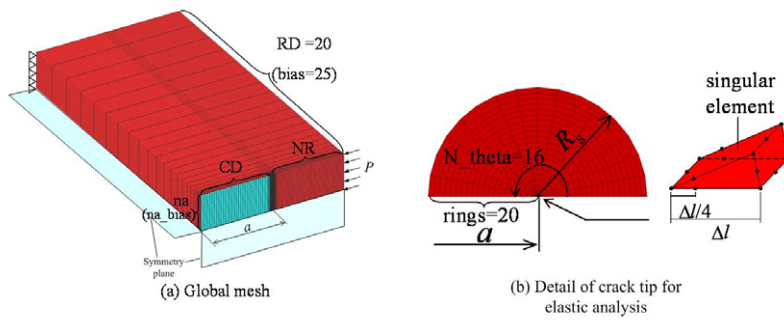 RD =20
(bias=25)
CD
NR
P
na
(na_bias)
a
Symmetry
plane
(a) Global mesh
N_theta=16
R_s
rings=20
a
singular
element
Δl/4
Δl
(b) Detail of crack tip for
elastic analysis